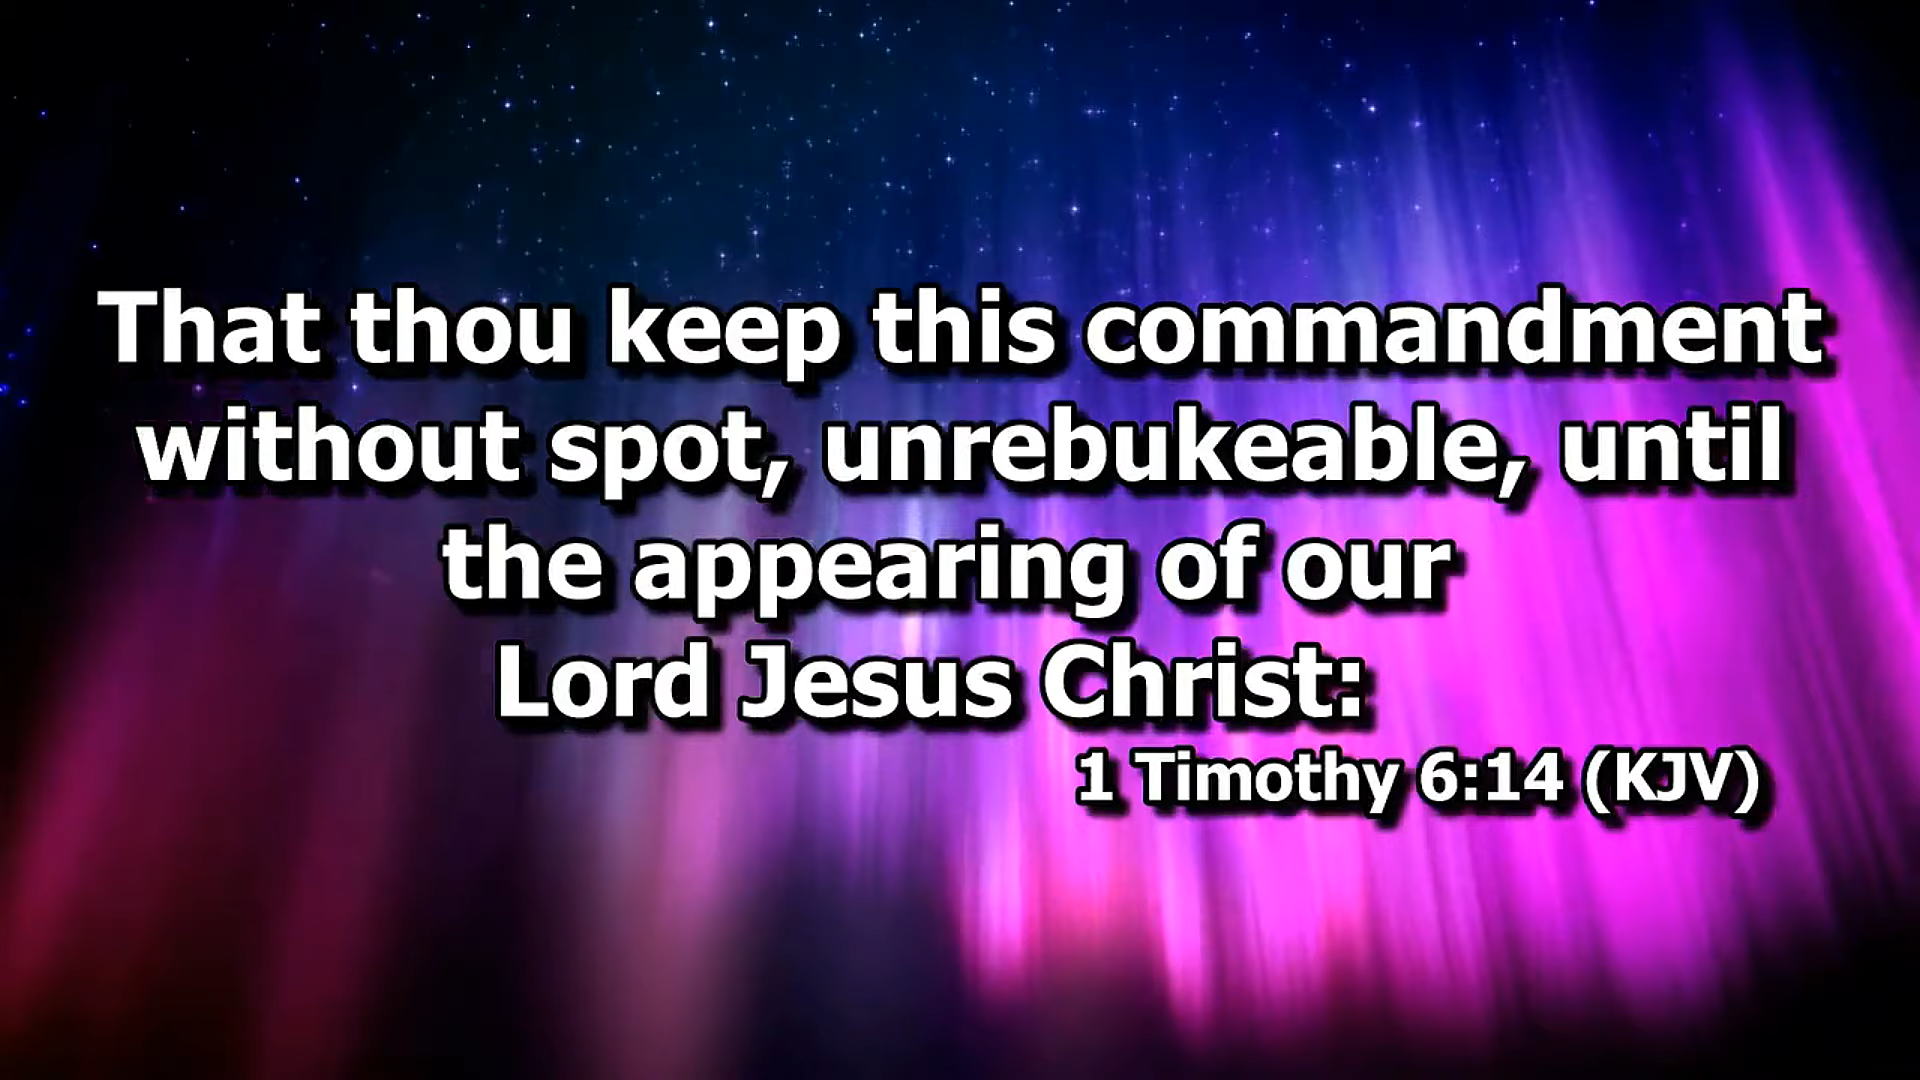 That thou keep this commandment
without spot, unrebukeable, until
the appearing of our
Lord Jesus Christ:
1 Timothy 6:14 (KJV)